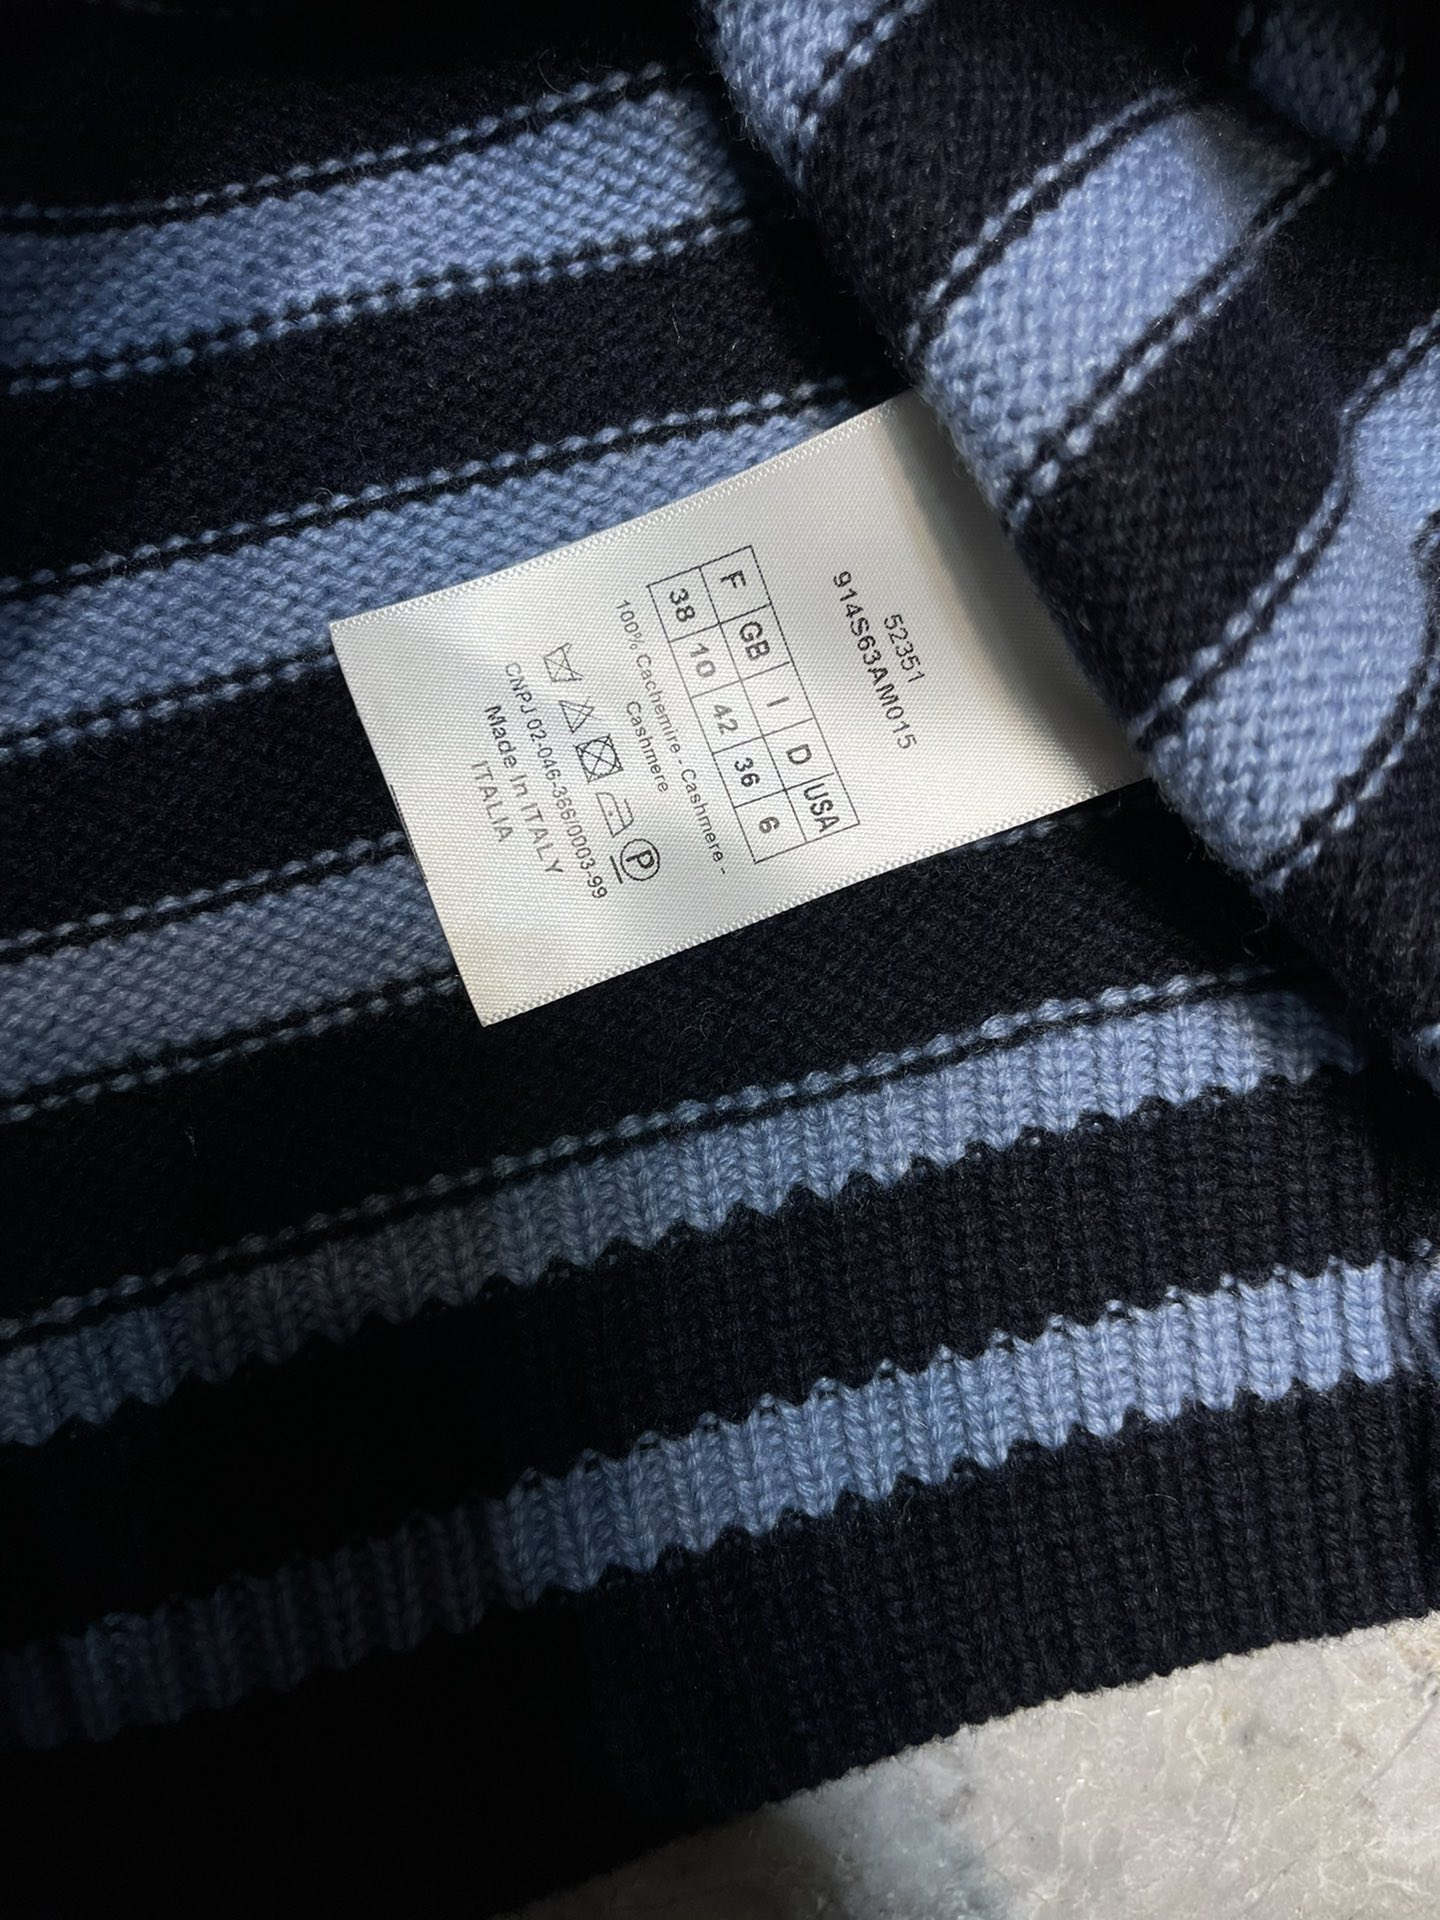 52351
914S63AM015
F GB I D USA
38 10 42 36 6
100% Cachemire - Cashmere -
Cashmere
P
CNPJ 02-046-366/0003-99
Made In ITALY
ITALIA